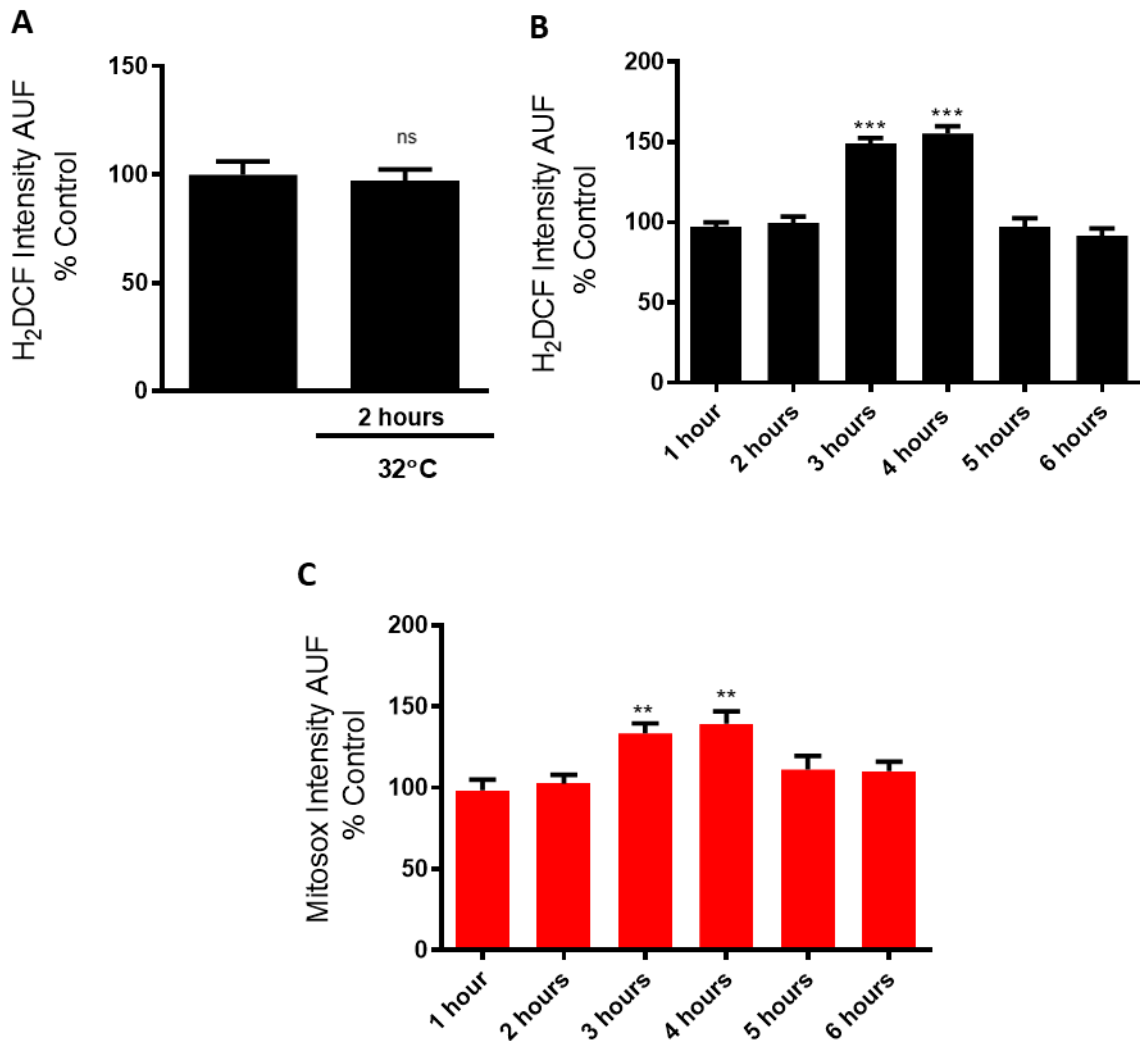 A
H₂DCF Intensity AUF
% Control
150
100
50
0
ns
2 hours
32°C
B
H₂DCF Intensity AUF
% Control
200
150
100
50
0
***
***
1 hour
2 hours
3 hours
4 hours
5 hours
6 hours
C
Mitosox Intensity AUF
% Control
200
150
100
50
0
**
**
1 hour
2 hours
3 hours
4 hours
5 hours
6 hours